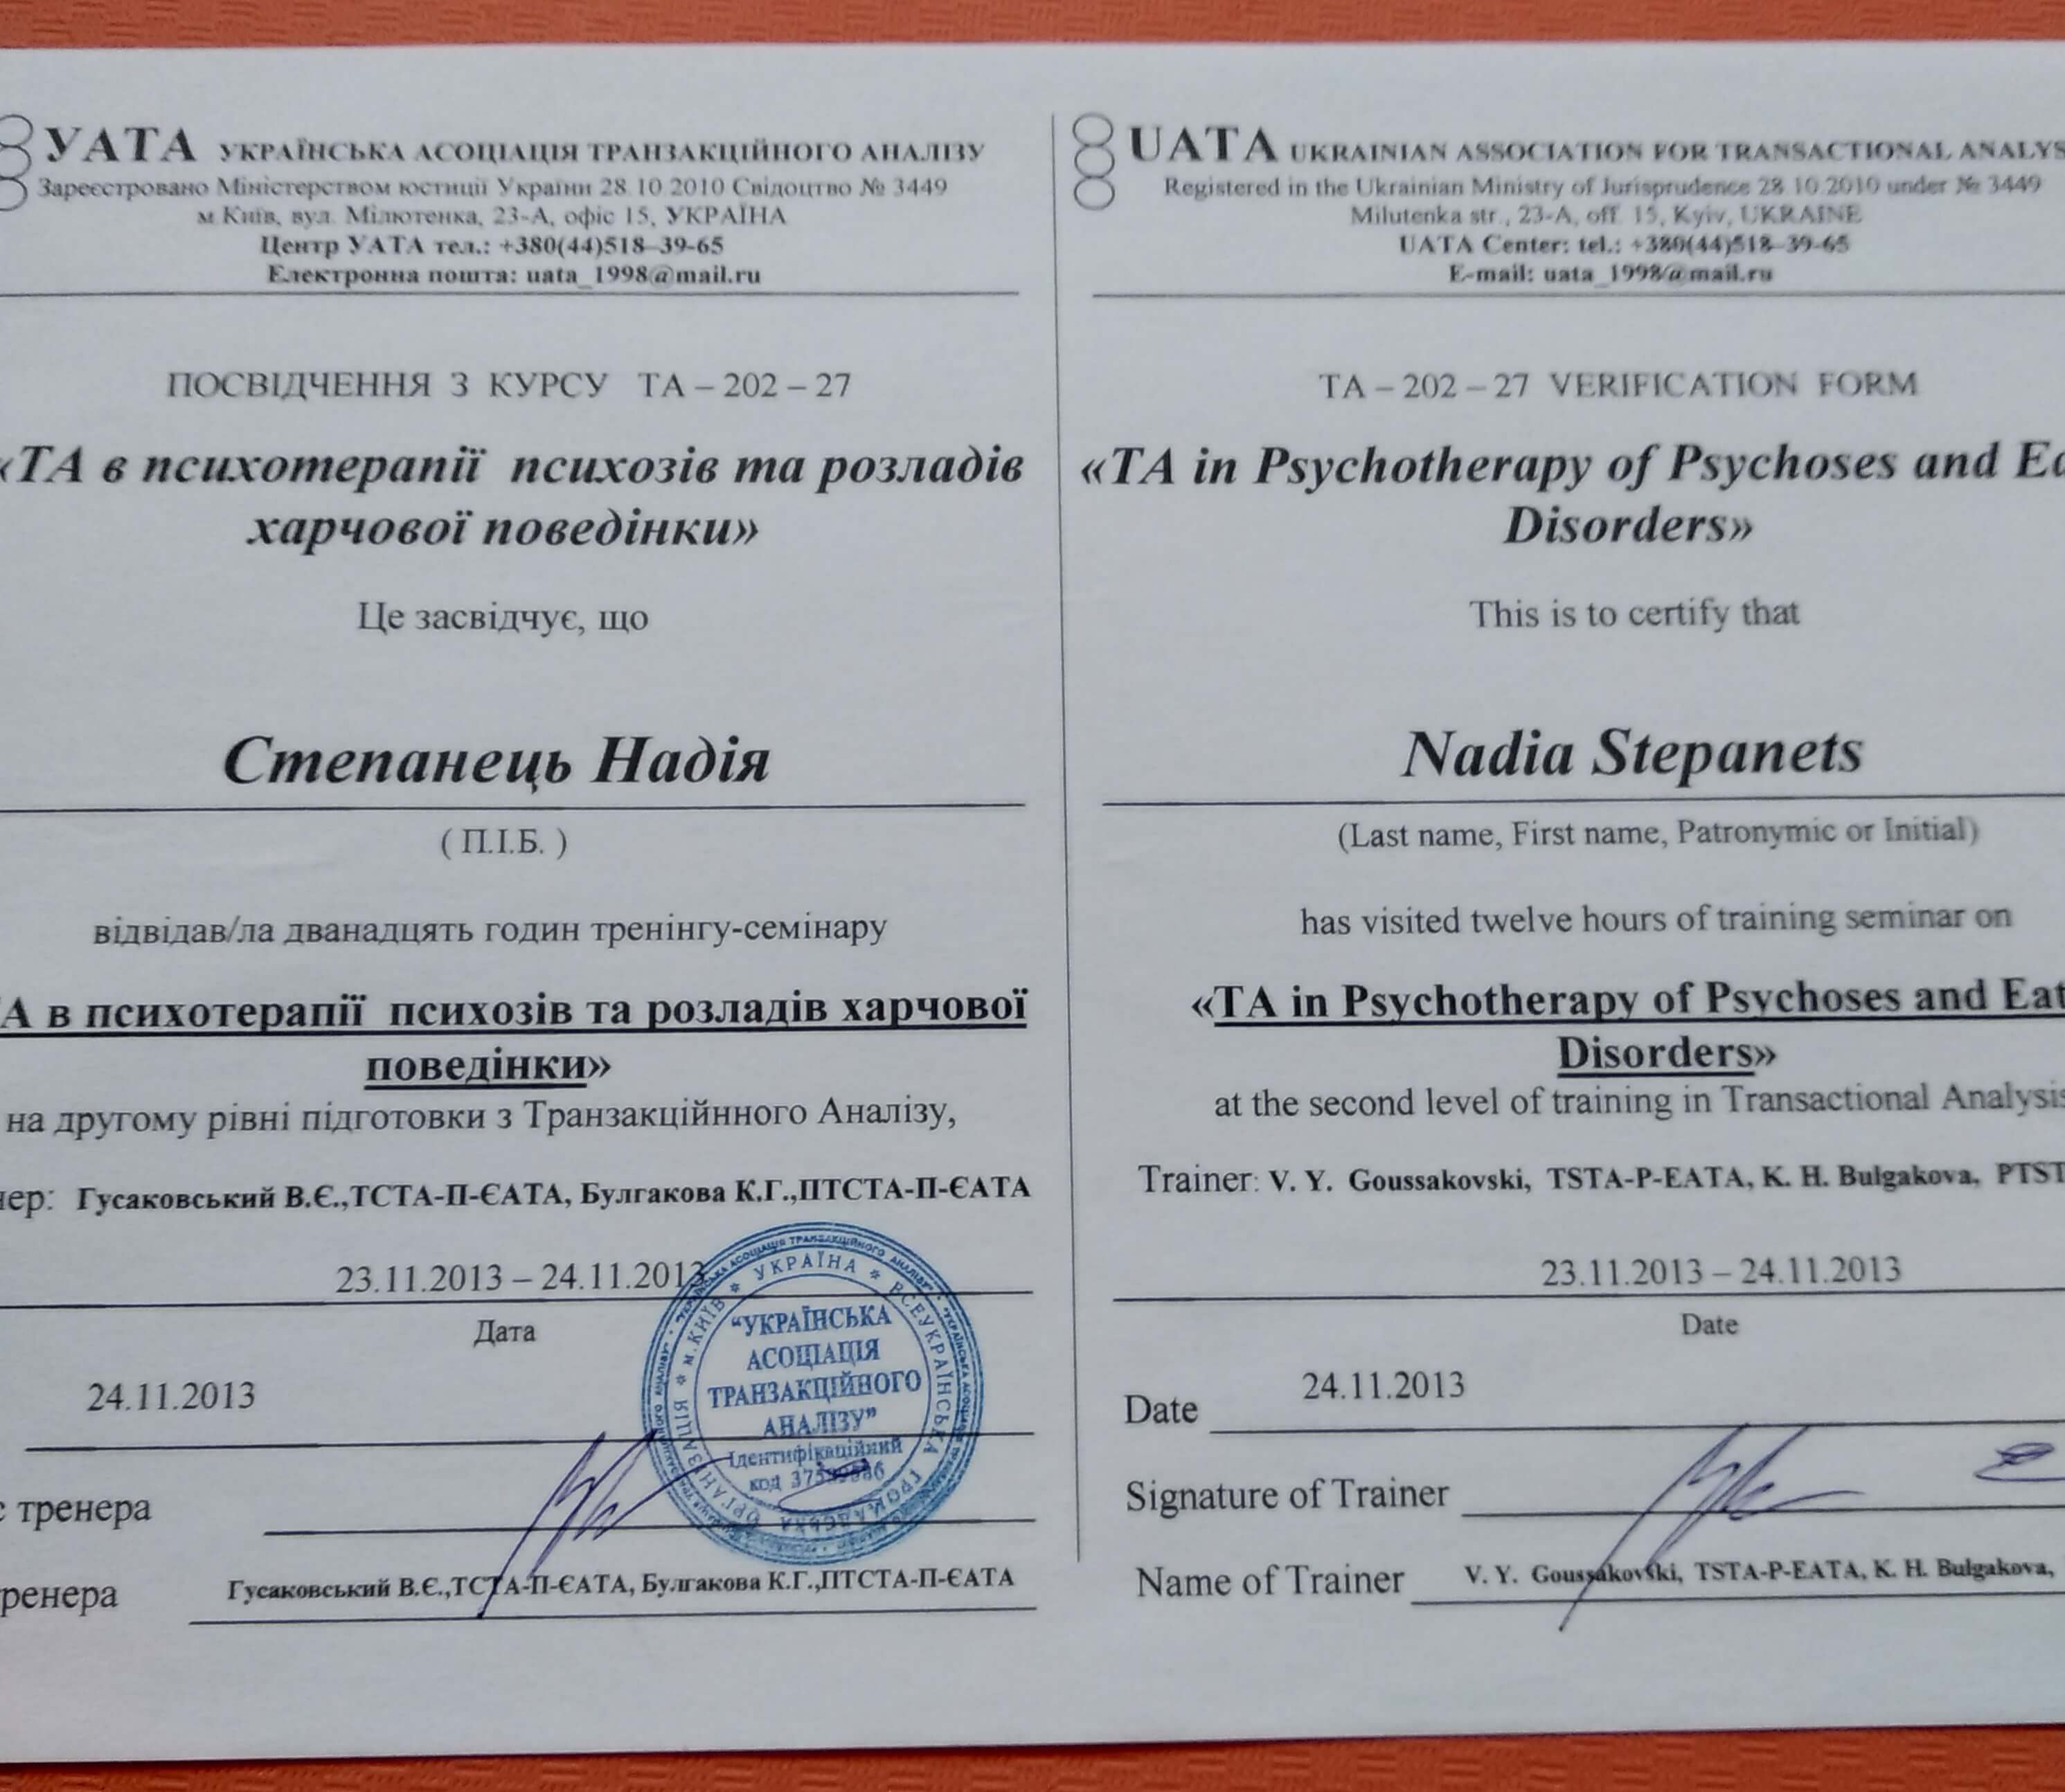 УАТА УКРАЇНСЬКА АСОЦІАЦІЯ ТРАНЗАКЦІЙНОГО АНАЛІЗУ
Зареєстровано Міністерством юстиції України 28.10.2010 Свідоцтво № 3449
м.Київ, вул. Мілютенка, 23-А, офіс 15, УКРАЇНА
Центр УАТА тел.: +380(44)518-39-65
Електронна пошта: uata_1998@mail.ru
ПОСВІДЧЕННЯ З КУРСУ ТА – 202 – 27
«ТА в психотерапії психозів та розладів
харчової поведінки»
Це засвідчує, що
Степанець Надія
( П.І.Б. )
відвідав/ла дванадцять годин тренінгу-семінару
А в психотерапії психозів та розладів харчової
поведінки»
на другому рівні підготовки з Транзакційнного Аналізу,
нер: Гусаковський В.Є.,ТСТА-П-ЄАТА, Булгакова К.Г.,ПТСТА-П-ЄАТА
23.11.2013 – 24.11.2013
Дата
24.11.2013
с тренера
тренера Гусаковський В.Є.,ТСТА-П-ЄАТА, Булгакова К.Г.,ПТСТА-П-ЄАТА
УКРАЇНА * ВСЕУКРАЇНСЬКА ГРОМАДСЬКА ОРГАНІЗАЦІЯ * м.КИЇВ *
“УКРАЇНСЬКА
АСОЦІАЦІЯ
ТРАНЗАКЦІЙНОГО
АНАЛІЗУ”
Ідентифікаційний
код
UATA UKRAINIAN ASSOCIATION FOR TRANSACTIONAL ANALYS
Registered in the Ukrainian Ministry of Jurisprudence 28.10.2010 under № 3449
Milutenka str., 23-A, off. 15, Kyiv, UKRAINE
UATA Center: tel.: +380(44)518-39-65
E-mail: uata_1998@mail.ru
TA – 202 – 27 VERIFICATION FORM
«TA in Psychotherapy of Psychoses and Ea
Disorders»
This is to certify that
Nadia Stepanets
(Last name, First name, Patronymic or Initial)
has visited twelve hours of training seminar on
«TA in Psychotherapy of Psychoses and Eat
Disorders»
at the second level of training in Transactional Analysis
Trainer: V. Y. Goussakovski, TSTA-P-EATA, K. H. Bulgakova, PTST
23.11.2013 – 24.11.2013
Date
Date 24.11.2013
Signature of Trainer
Name of Trainer V. Y. Goussakovski, TSTA-P-EATA, K. H. Bulgakova,